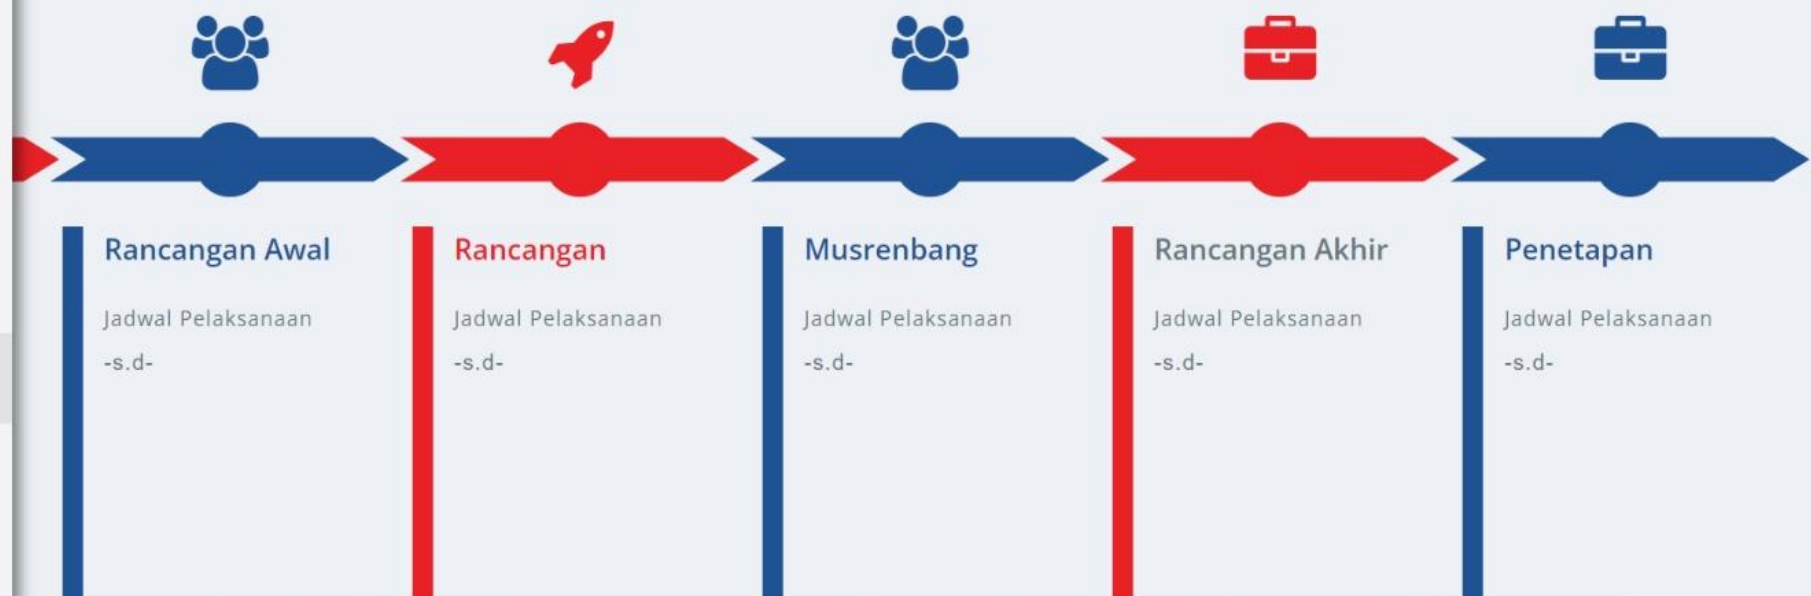 Rancangan Awal
Jadwal Pelaksanaan
-s.d-
Rancangan
Jadwal Pelaksanaan
-s.d-
Musrenbang
Jadwal Pelaksanaan
-s.d-
Rancangan Akhir
Jadwal Pelaksanaan
-s.d-
Penetapan
Jadwal Pelaksanaan
-s.d-